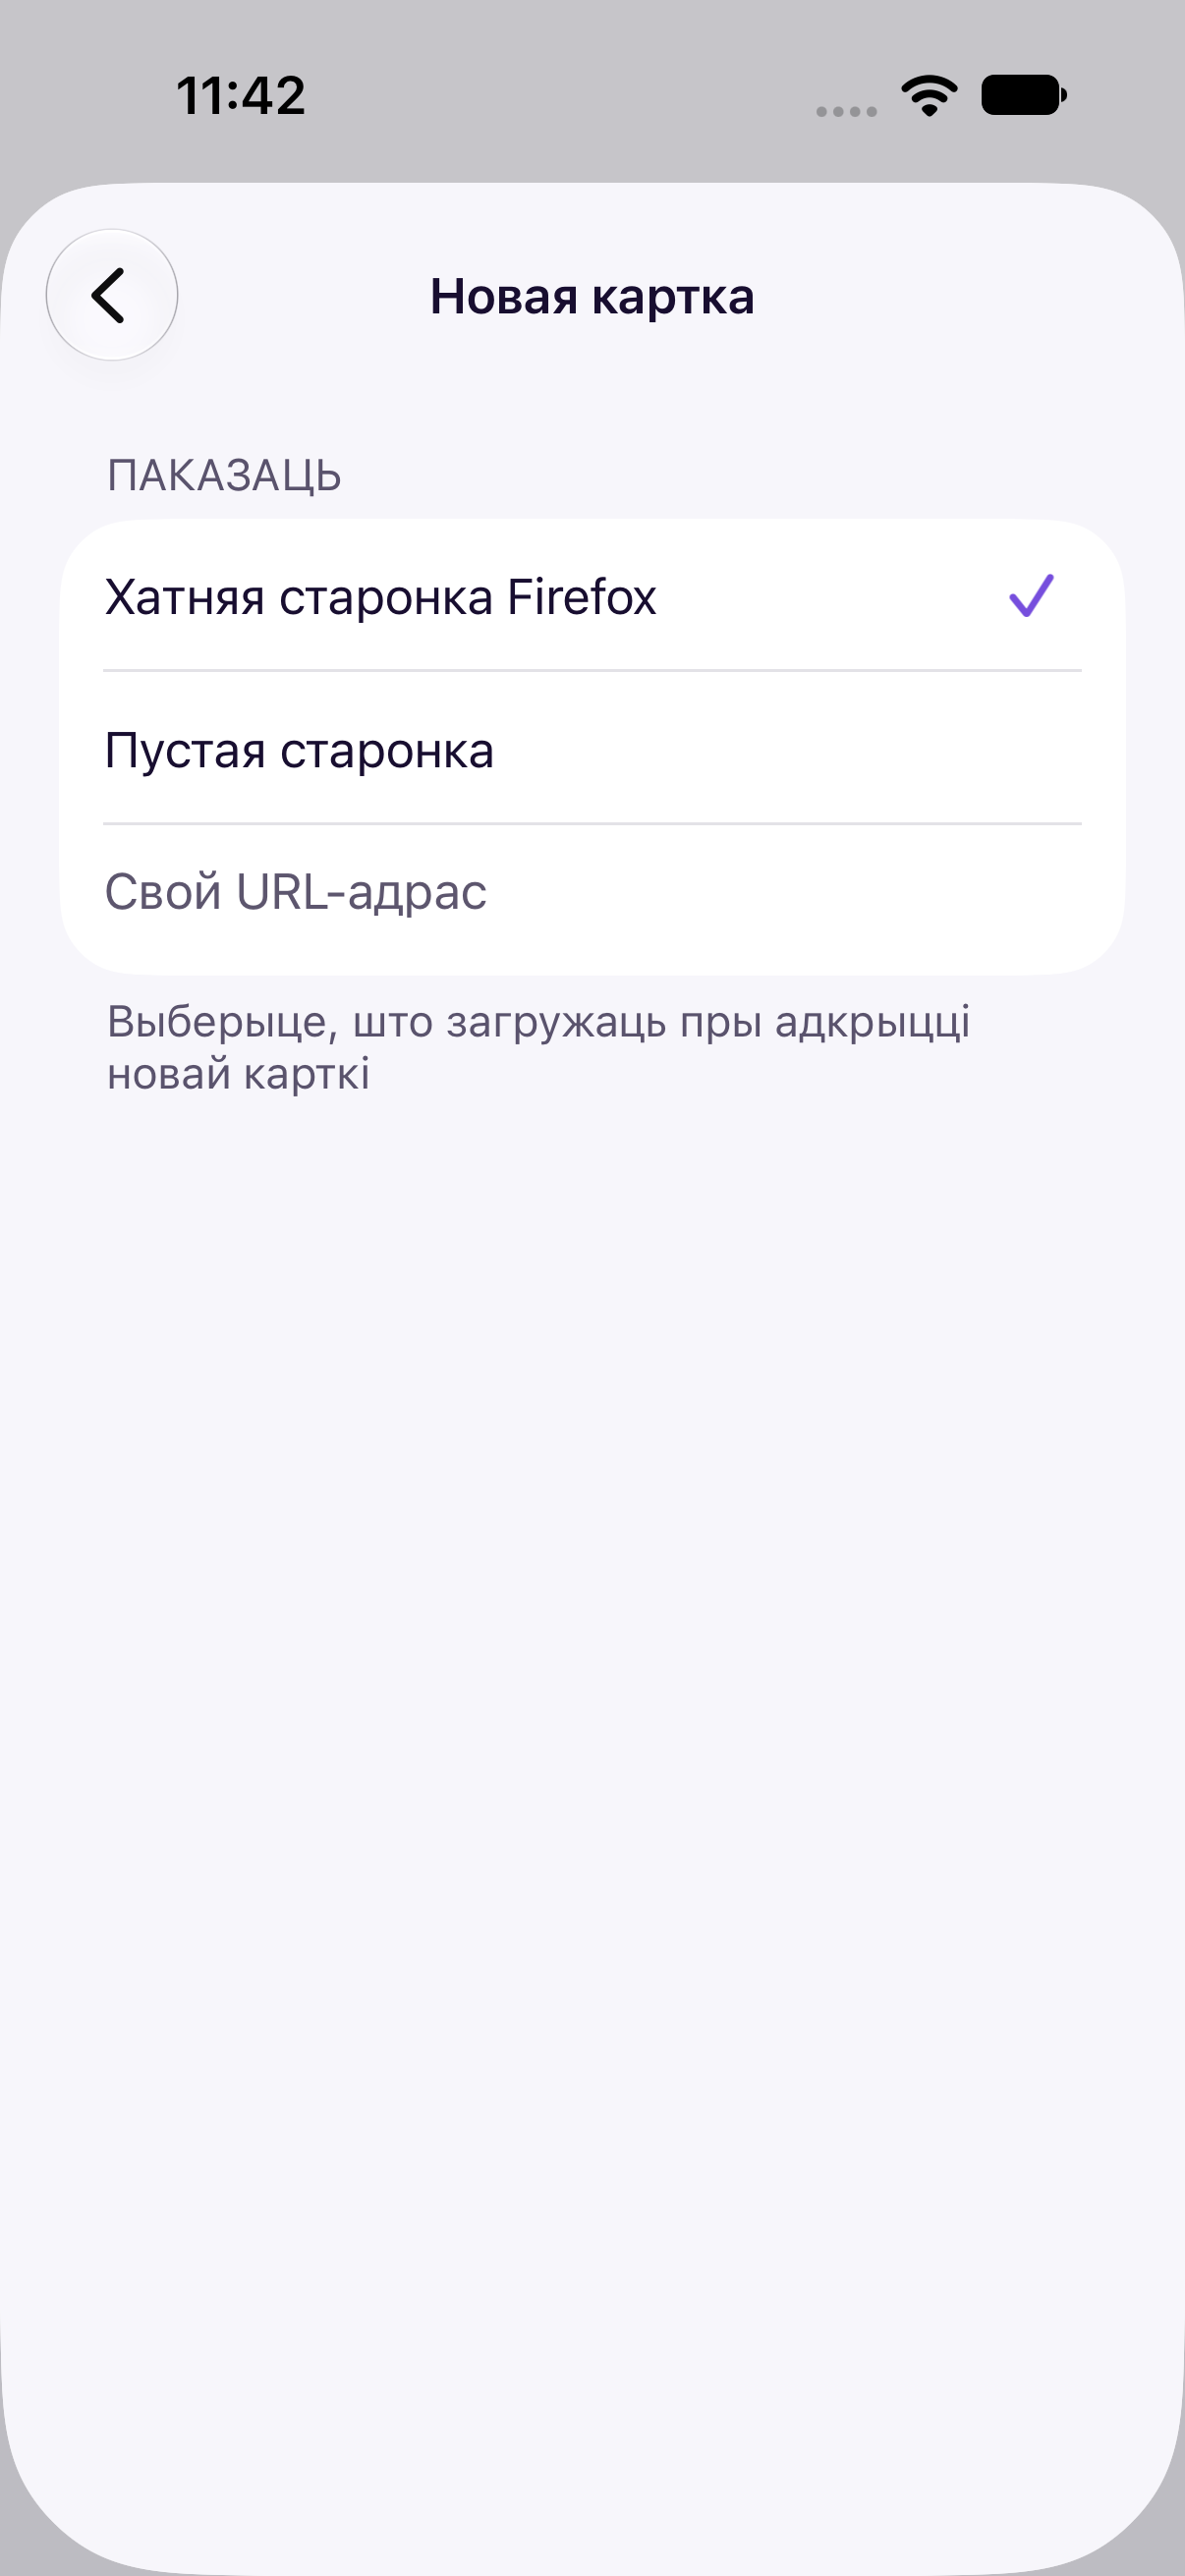 11:42
Новая картка
ПАКАЗАЦЬ
Хатняя старонка Firefox
Пустая старонка
Свой URL-адрас
Выберыце, што загружаць пры адкрыцці
новай карткі